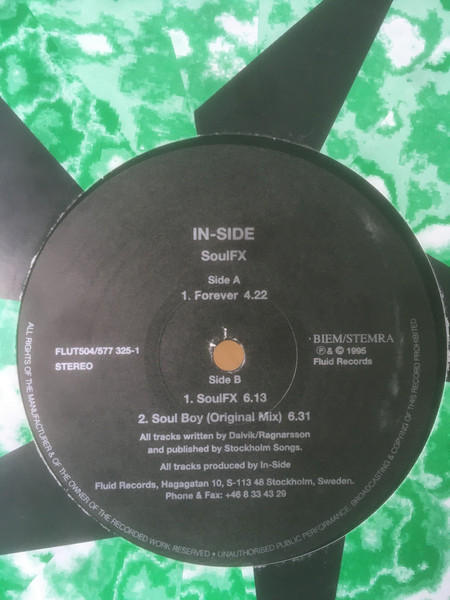 IN-SIDE
SoulFX
Side A
1. Forever 4.22
FLUT504/577 325-1
STEREO
BIEM/STEMRA
℗ & © 1995
Fluid Records
Side B
1. SoulFX 6.13
2. Soul Boy (Original Mix) 6.31
All tracks written by Dalvik/Ragnarsson
and published by Stockholm Songs.
All tracks produced by In-Side
Fluid Records, Hagagatan 10, S-113 48 Stockholm, Sweden.
Phone & Fax: +46 8 33 43 29
ALL RIGHTS OF THE MANUFACTURER & OF THE OWNER OF THE RECORDED WORK RESERVED • UNAUTHORISED PUBLIC PERFORMANCE BROADCASTING & COPYING OF THIS RECORD PROHIBITED